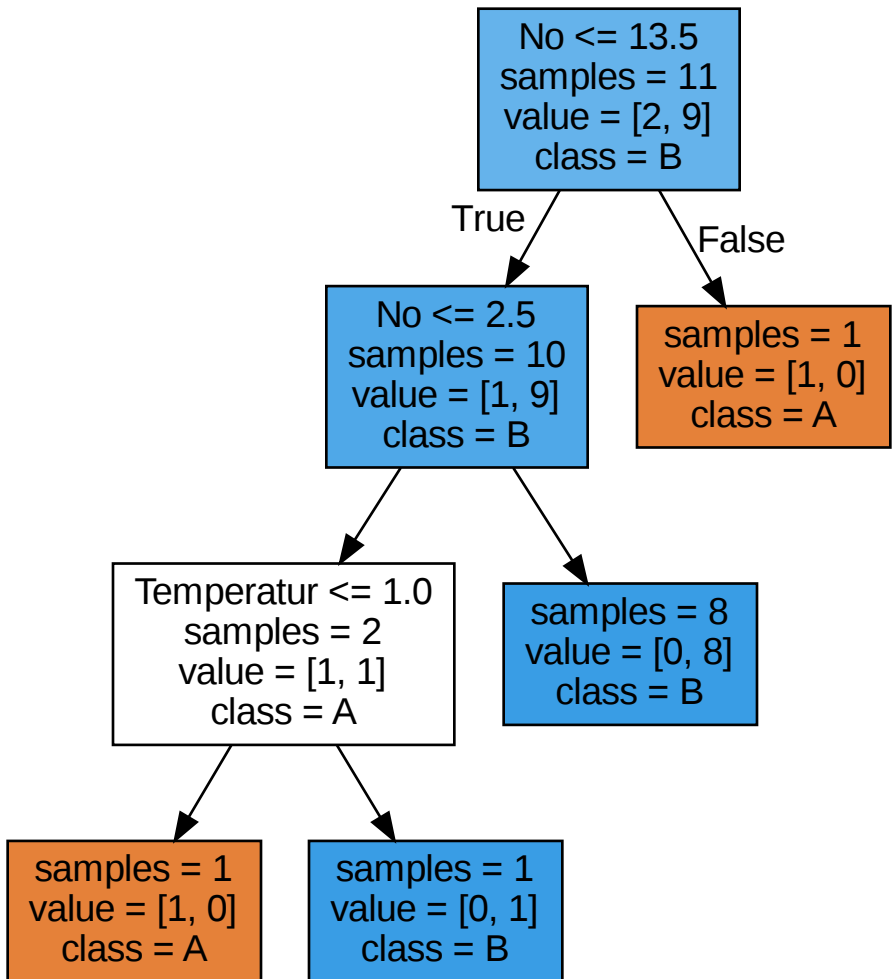 No <= 13.5
samples = 11
value = [2, 9]
class = B
True
False
No <= 2.5
samples = 10
value = [1, 9]
class = B
samples = 1
value = [1, 0]
class = A
Temperatur <= 1.0
samples = 2
value = [1, 1]
class = A
samples = 8
value = [0, 8]
class = B
samples = 1
value = [1, 0]
class = A
samples = 1
value = [0, 1]
class = B